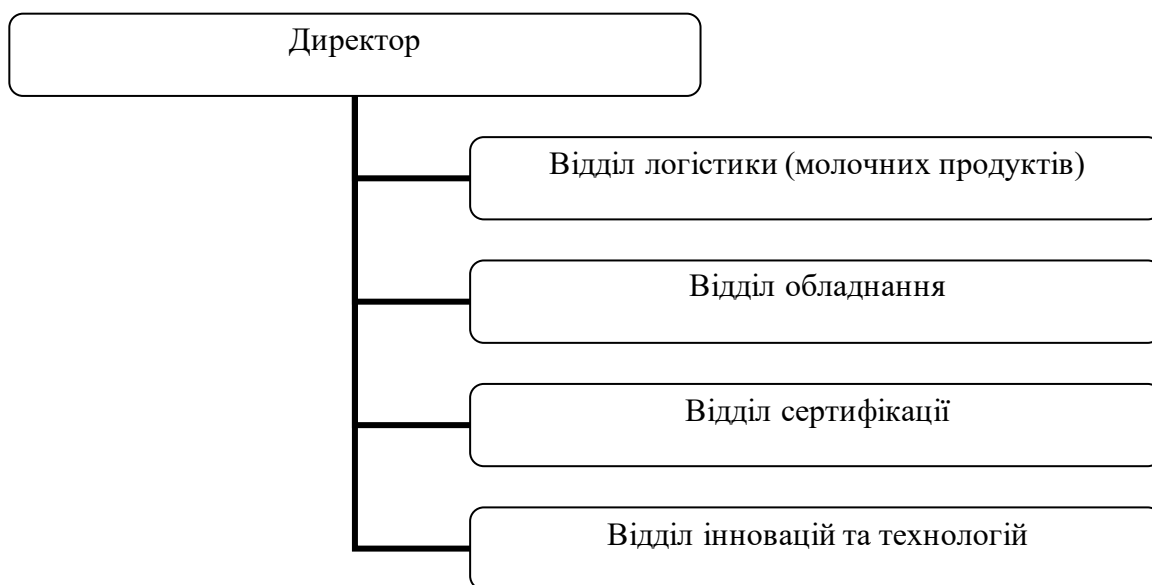 Директор
Відділ логістики (молочних продуктів)
Відділ обладнання
Відділ сертифікації
Відділ інновацій та технологій